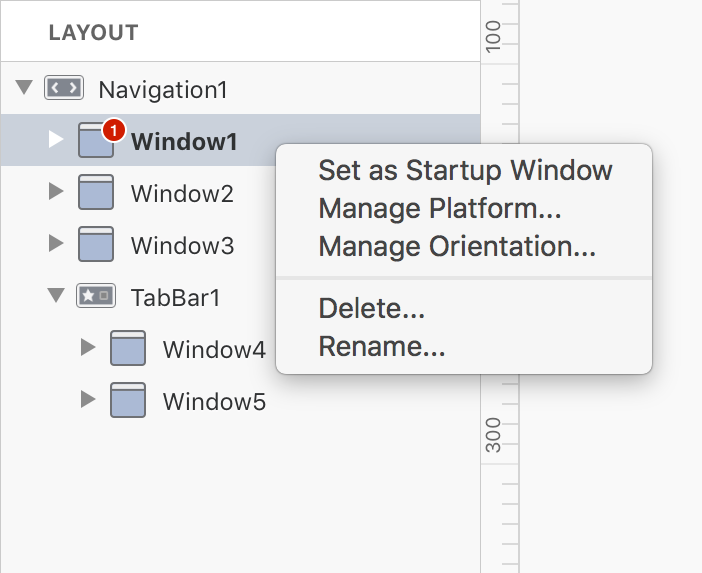 LAYOUT
100
Navigation1
1
Window1
Set as Startup Window
Window2
Manage Platform...
Window3
Manage Orientation...
TabBar1
Delete...
Window4
Rename...
Window5
300